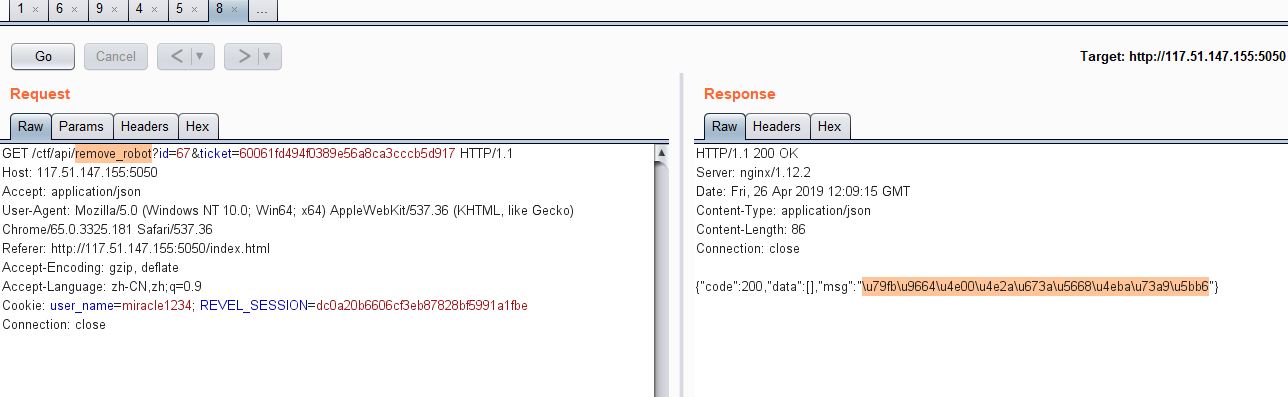 1 × 6 × 9 × 4 × 5 × 8 × ...
Go Cancel < > Target: http://117.51.147.155:5050
Request
Raw Params Headers Hex
GET /ctf/api/remove_robot?id=67&ticket=60061fd494f0389e56a8ca3cccb5d917 HTTP/1.1
Host: 117.51.147.155:5050
Accept: application/json
User-Agent: Mozilla/5.0 (Windows NT 10.0; Win64; x64) AppleWebKit/537.36 (KHTML, like Gecko)
Chrome/65.0.3325.181 Safari/537.36
Referer: http://117.51.147.155:5050/index.html
Accept-Encoding: gzip, deflate
Accept-Language: zh-CN,zh;q=0.9
Cookie: user_name=miracle1234; REVEL_SESSION=dc0a20b6606cf3eb87828bf5991a1fbe
Connection: close
Response
Raw Headers Hex
HTTP/1.1 200 OK
Server: nginx/1.12.2
Date: Fri, 26 Apr 2019 12:09:15 GMT
Content-Type: application/json
Content-Length: 86
Connection: close
{"code":200,"data":[],"msg":"\u79fb\u9664\u4e00\u4e2a\u673a\u5668\u4eba\u73a9\u5bb6"}